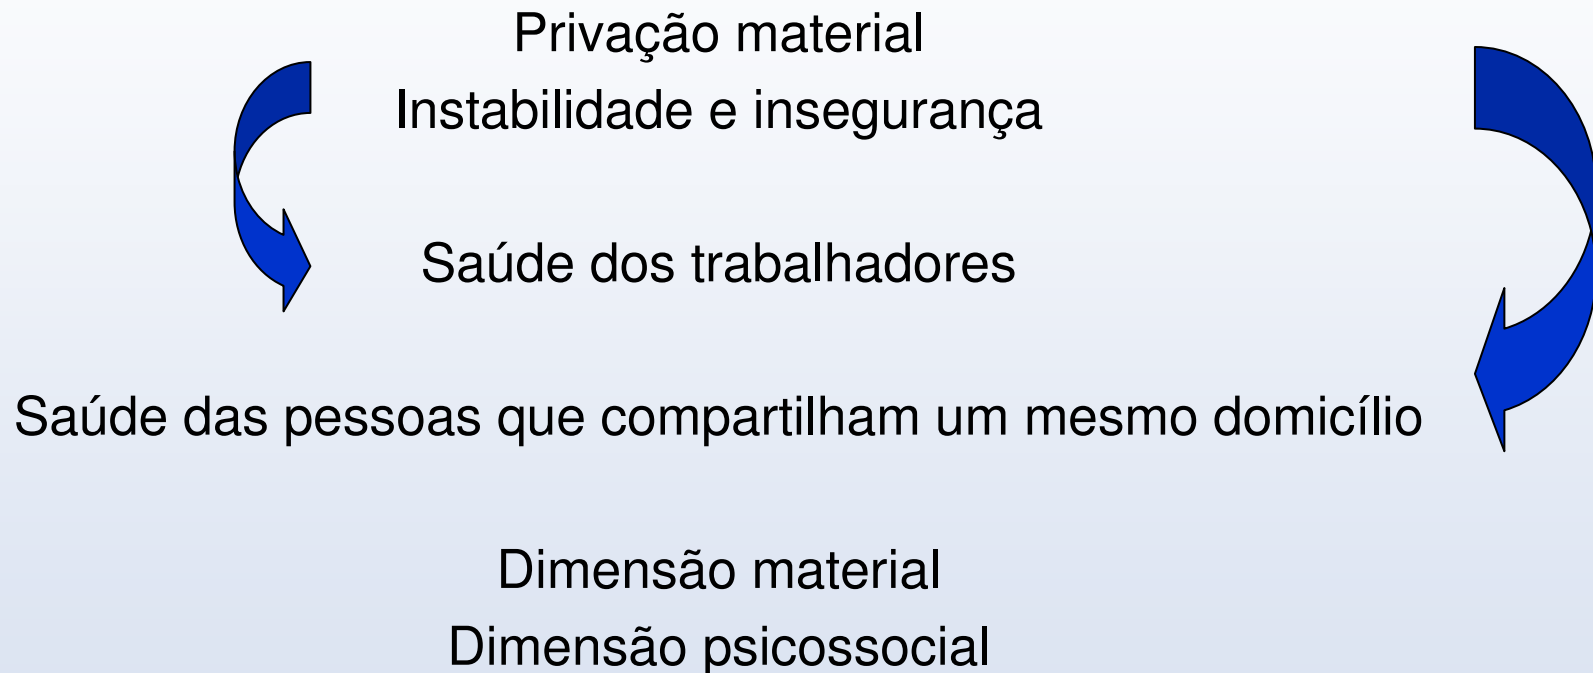 Privação material
Instabilidade e insegurança
Saúde dos trabalhadores
Saúde das pessoas que compartilham um mesmo domicílio
Dimensão material
Dimensão psicossocial